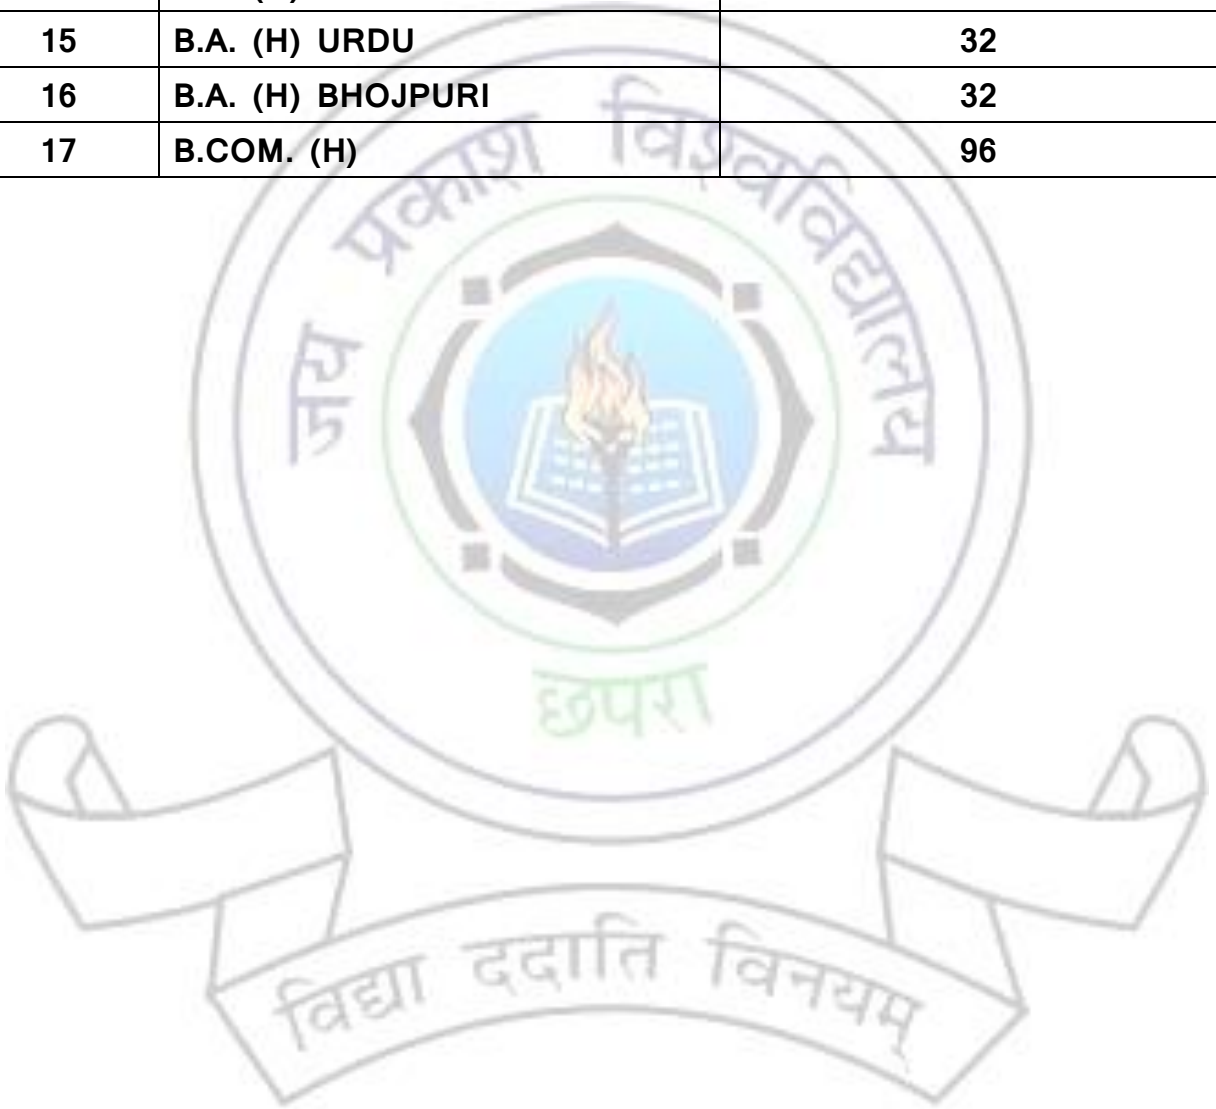 15 B.A. (H) URDU 32
16 B.A. (H) BHOJPURI 32
17 B.COM. (H) 96
जय प्रकाश विश्वविद्यालय
छपरा
विद्या ददाति विनयम्